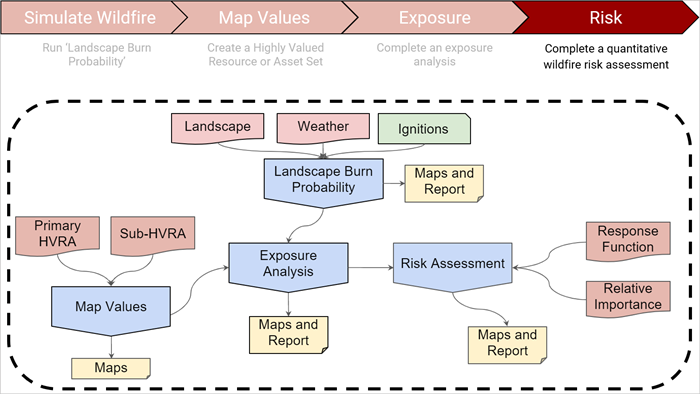 Simulate Wildfire
Map Values
Exposure
Risk
Run 'Landscape Burn
Probability'
Create a Highly Valued
Resource or Asset Set
Complete an exposure
analysis
Complete a quantitative
wildfire risk assessment
Landscape
Weather
Ignitions
Landscape Burn
Probability
Maps and
Report
Primary
HVRA
Sub-HVRA
Exposure
Analysis
Risk Assessment
Response
Function
Map Values
Relative
Importance
Maps and
Report
Maps and
Report
Maps